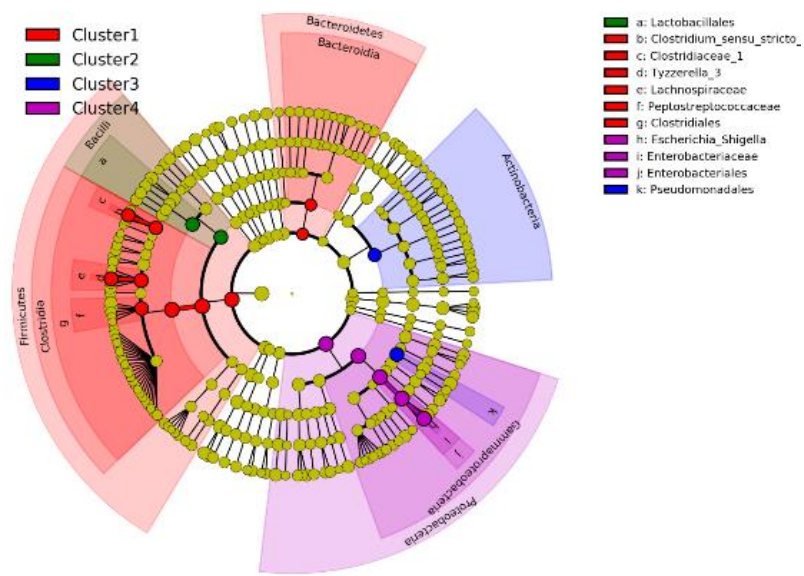 Cluster1
Cluster2
Cluster3
Cluster4
Bacteroidetes
Bacteroidia
Actinobacteria
Bacilli
a
c
e
d
f
g
Clostridia
Firmicutes
k
h
i
j
Gammaproteobacteria
Proteobacteria
a: Lactobacillales
b: Clostridium_sensu_stricto_
c: Clostridiaceae_1
d: Tyzzerella_3
e: Lachnospiraceae
f: Peptostreptococcaceae
g: Clostridiales
h: Escherichia_Shigella
i: Enterobacteriaceae
j: Enterobacteriales
k: Pseudomonadales